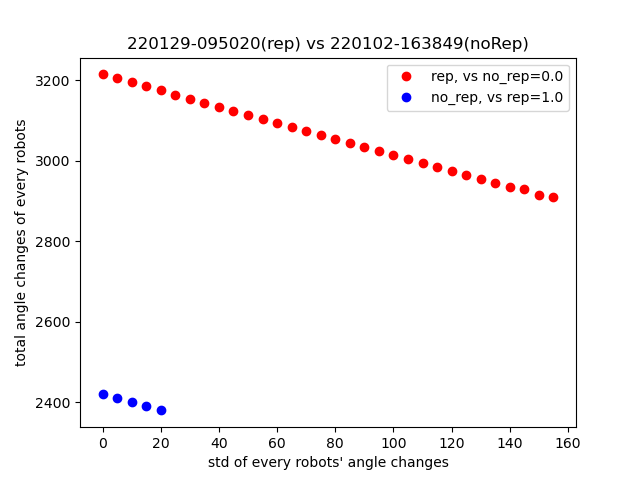 220129-095020(rep) vs 220102-163849(noRep)
rep, vs no_rep=0.0
no_rep, vs rep=1.0
total angle changes of every robots
3200
3000
2800
2600
2400
0 20 40 60 80 100 120 140 160
std of every robots' angle changes